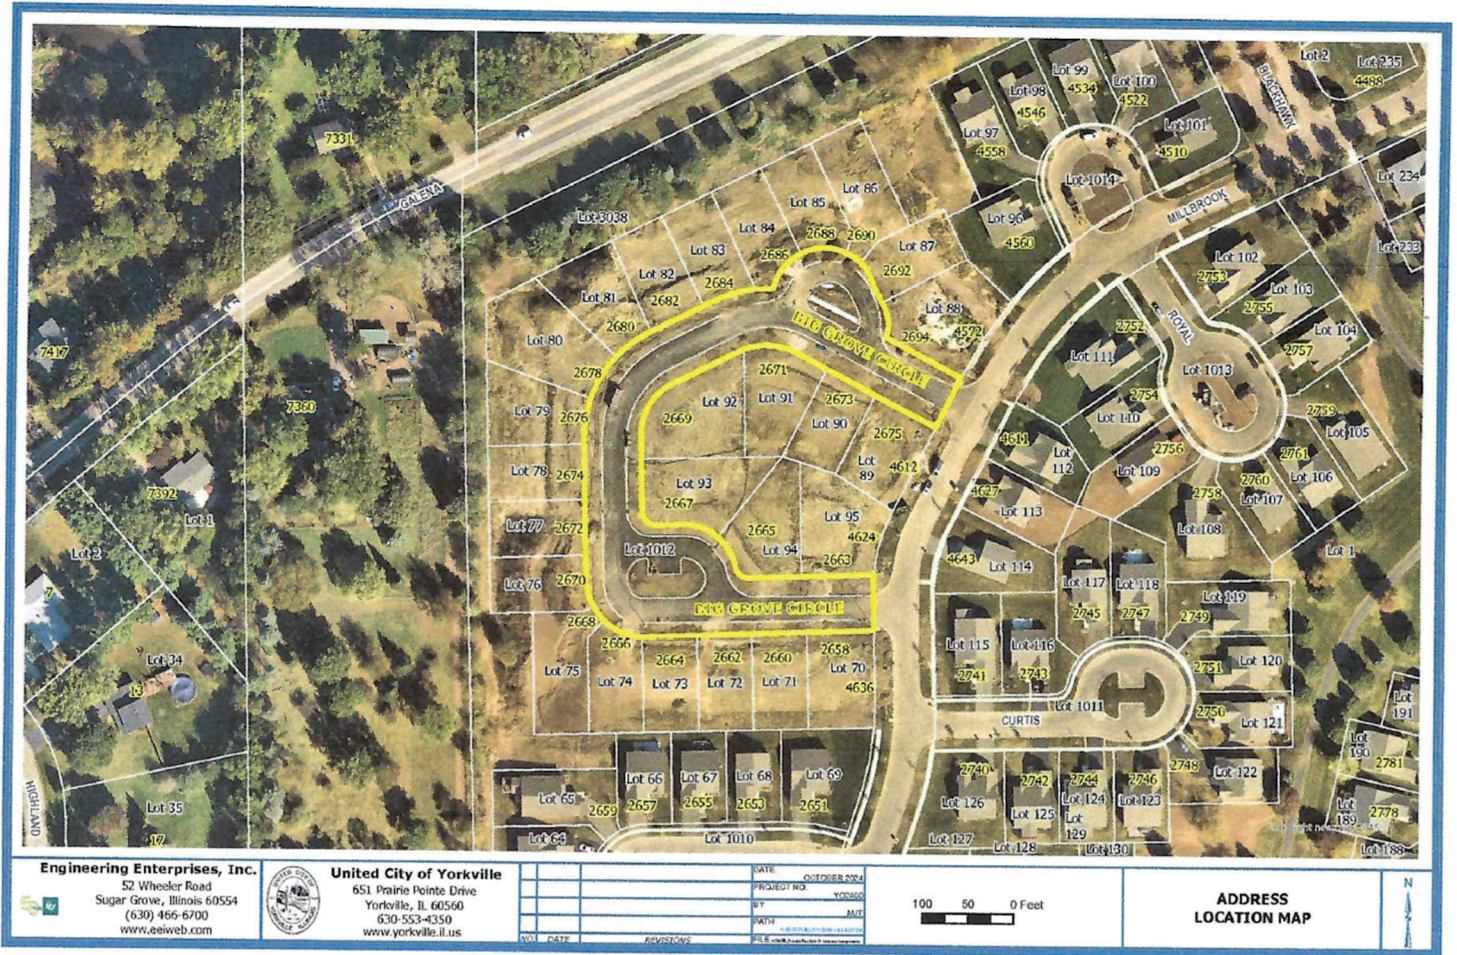 Lot 2
Lot 235
4488
BLACKHAWK
Lot 99
4534
Lot 100
4522
Lot 98
4546
Lot 97
4558
Lot 101
4510
7331
GALENA
Lot 1014
Lot 234
Lot 86
Lot 85
Lot 3038
Lot 84
Lot 96
4560
MILLBROOK
2688
2690
Lot 87
Lot 233
Lot 83
2686
Lot 102
2753
Lot 82
2684
2692
Lot 81
2682
Lot 103
2755
Lot 88
7417
2680
2694
4572
2752
ROYAL
Lot 104
2757
Lot 80
BIG GROVE CIRCLE
Lot 111
2678
2671
Lot 1013
2754
7360
Lot 79
2676
Lot 92
Lot 91
2673
2669
Lot 90
Lot 110
2759
Lot 105
2675
4611
2756
Lot 78
2674
Lot 89
4612
Lot 112
Lot 109
2761
Lot 106
7392
Lot 93
2667
4627
2760
Lot 107
2758
Lot 1
Lot 77
2672
2665
Lot 95
4624
Lot 113
Lot 108
Lot 2
Lot 1012
Lot 94
2663
4643
Lot 114
Lot 1
Lot 76
2670
Lot 117
Lot 118
7
BIG GROVE CIRCLE
2745
2747
Lot 119
2749
2668
2666
Lot 115
Lot 116
Lot 34
13
Lot 75
Lot 74
2664
Lot 73
2662
Lot 72
2660
Lot 71
2658
Lot 70
4636
2741
2743
2751
Lot 120
Lot 1011
CURTIS
2750
Lot 121
Lot 191
Lot 190
2781
HIGHLAND
Lot 35
17
Lot 65
2659
Lot 66
2657
Lot 67
2655
Lot 68
2653
Lot 69
2651
2740
Lot 126
2742
Lot 125
2744
Lot 124
2746
Lot 123
2748
Lot 122
Lot 189
2778
Lot 64
Lot 1010
Lot 127
Lot 128
Lot 129
Lot 130
Lot 188
Engineering Enterprises, Inc.
52 Wheeler Road
Sugar Grove, Illinois 60554
(630) 466-6700
www.eeiweb.com
United City of Yorkville
651 Prairie Pointe Drive
Yorkville, IL 60560
630-553-4350
www.yorkville.il.us
NO.
DATE
REVISIONS
DATE:
OCTOBER 2024
PROJECT NO.
YO2400
BY:
MJT
PATH:
FILE:
100 50 0 Feet
ADDRESS
LOCATION MAP
N